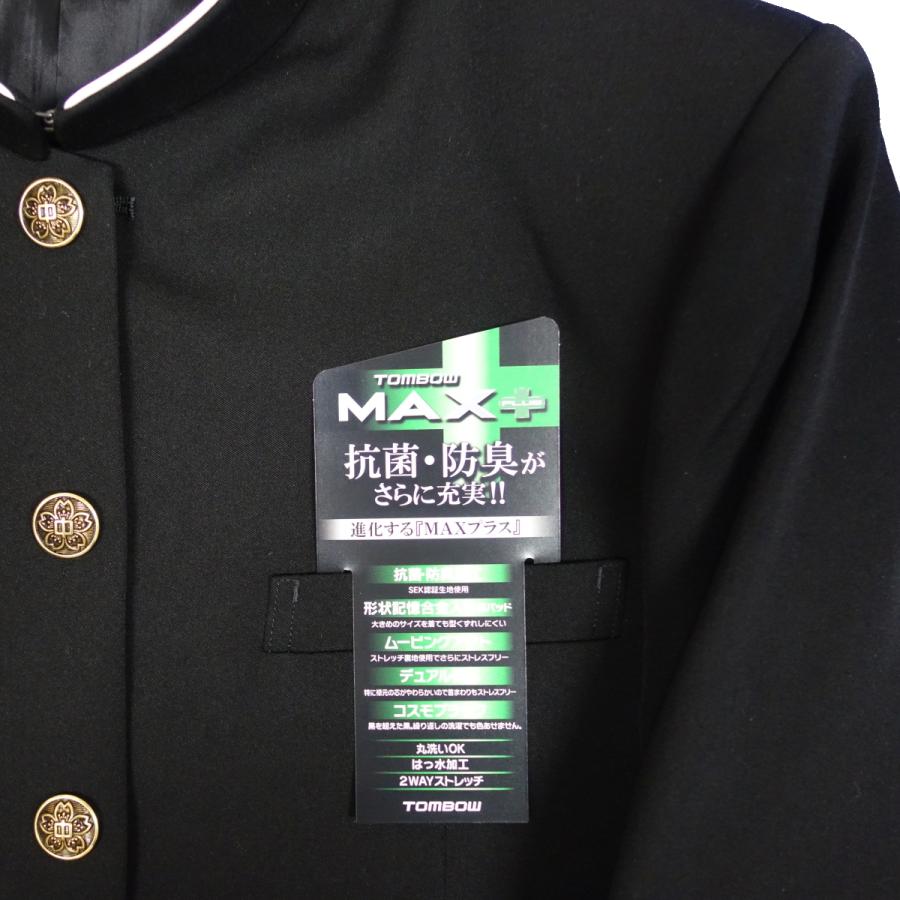 TOMBOW
MAX
PLUS
抗菌・防臭が
さらに充実!!
進化する『MAXプラス』
抗菌・防臭
SEK認証生地使用
形状記憶合金 パッド
大きめのサイズを着ても型くずれしにくい
ムービング
ストレッチ裏地使用でさらにストレスフリー
デュアル
特に襟元の芯がやわらかいので首まわりもストレスフリー
コスモ
黒を超えた黒。繰り返しの洗濯でも色あせません。
丸洗いOK
はっ水加工
2WAYストレッチ
TOMBOW
中
中
中